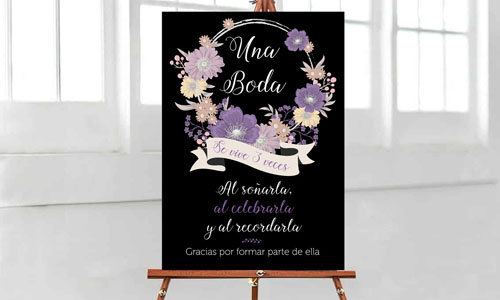 Una
Boda
Se vive 3 veces
Al soñarla,
al celebrarla
y al recordarla
Gracias por formar parte de ella